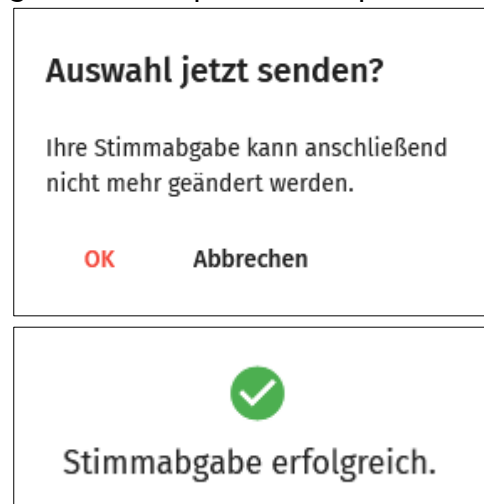 Auswahl jetzt senden?
Ihre Stimmabgabe kann anschließend
nicht mehr geändert werden.
OK Abbrechen
Stimmabgabe erfolgreich.